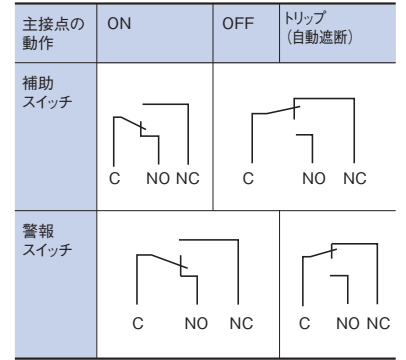 主接点の
動作
ON
OFF
トリップ
（自動遮断）
補助
スイッチ
C NO NC
C NO NC
警報
スイッチ
C NO NC
C NO NC